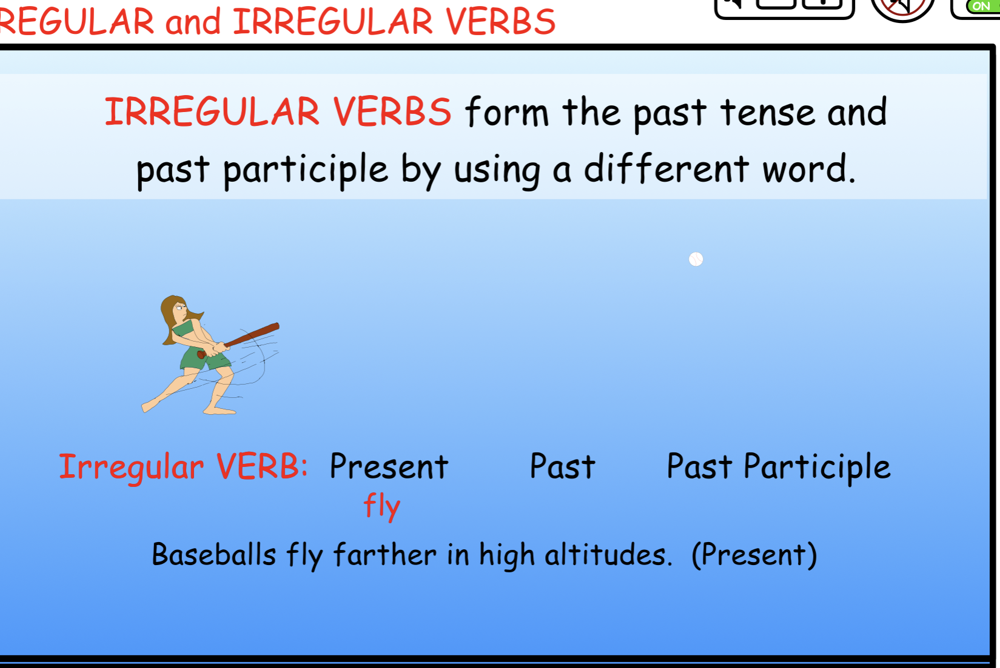 REGULAR and IRREGULAR VERBS
ON
IRREGULAR VERBS form the past tense and
past participle by using a different word.
Irregular VERB: Present Past Past Participle
fly
Baseballs fly farther in high altitudes. (Present)